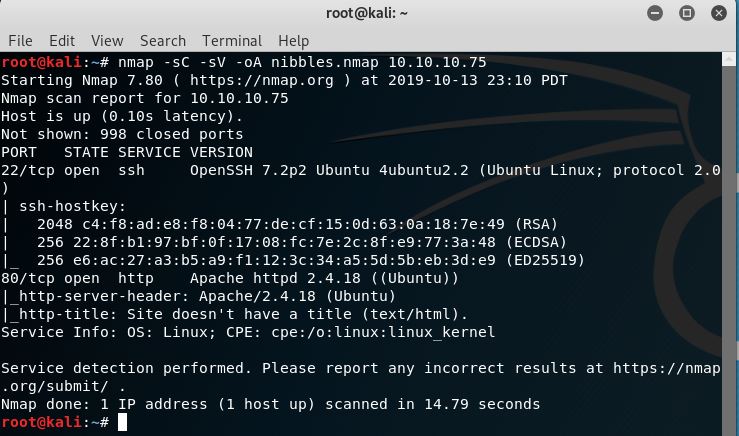 root@kali: ~
File Edit View Search Terminal Help
root@kali:~# nmap -sC -sV -oA nibbles.nmap 10.10.10.75
Starting Nmap 7.80 ( https://nmap.org ) at 2019-10-13 23:10 PDT
Nmap scan report for 10.10.10.75
Host is up (0.10s latency).
Not shown: 998 closed ports
PORT   STATE SERVICE VERSION
22/tcp open  ssh     OpenSSH 7.2p2 Ubuntu 4ubuntu2.2 (Ubuntu Linux; protocol 2.0
)
| ssh-hostkey:
|   2048 c4:f8:ad:e8:f8:04:77:de:cf:15:0d:63:0a:18:7e:49 (RSA)
|   256 22:8f:b1:97:bf:0f:17:08:fc:7e:2c:8f:e9:77:3a:48 (ECDSA)
|_  256 e6:ac:27:a3:b5:a9:f1:12:3c:34:a5:5d:5b:eb:3d:e9 (ED25519)
80/tcp open  http    Apache httpd 2.4.18 ((Ubuntu))
|_http-server-header: Apache/2.4.18 (Ubuntu)
|_http-title: Site doesn't have a title (text/html).
Service Info: OS: Linux; CPE: cpe:/o:linux:linux_kernel
Service detection performed. Please report any incorrect results at https://nmap
.org/submit/ .
Nmap done: 1 IP address (1 host up) scanned in 14.79 seconds
root@kali:~#